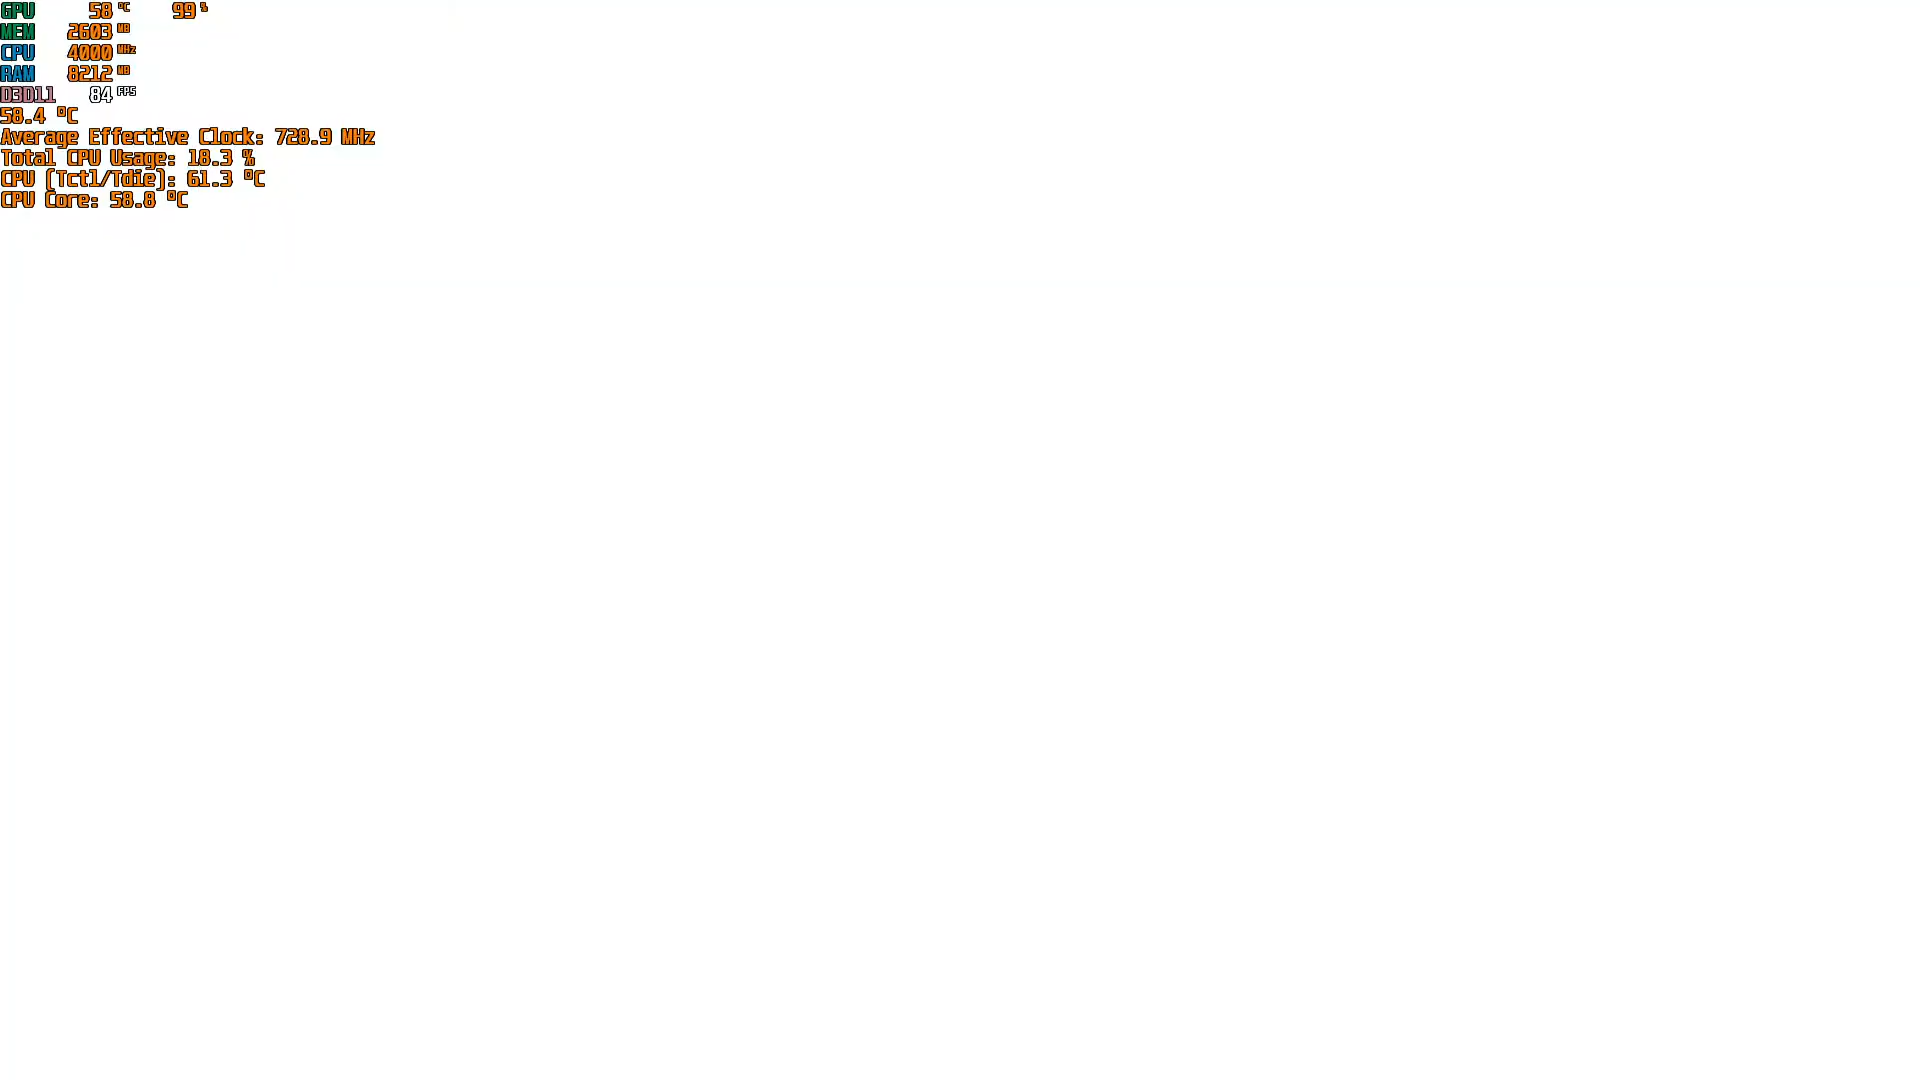 GPU 58 °C 99 %
MEM 2603 MB
CPU 4000 MHz
RAM 8212 MB
D3D11 84 FPS
58.4 °C
Average Effective Clock: 728.9 MHz
Total CPU Usage: 18.3 %
CPU (Tctl/Tdie): 61.3 °C
CPU Core: 58.8 °C